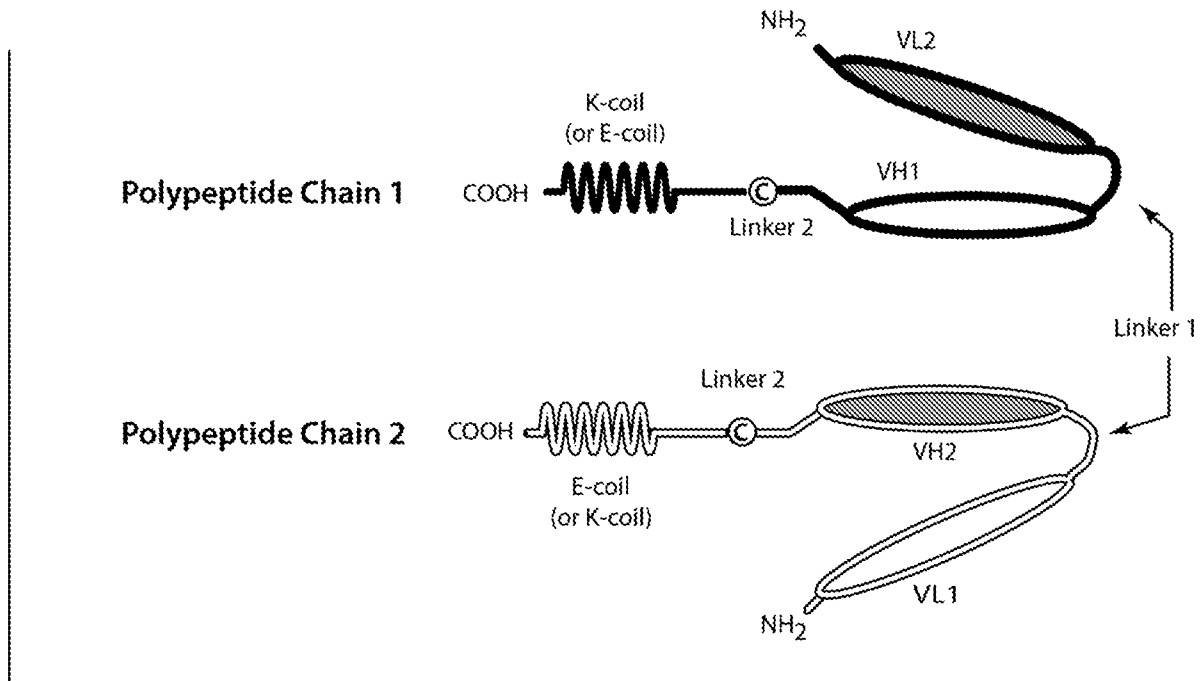 NH2
VL2
K-coil
(or E-coil)
Polypeptide Chain 1
COOH
C
VH1
Linker 2
Linker 1
Linker 2
Polypeptide Chain 2
COOH
C
VH2
E-coil
(or K-coil)
VL1
NH2